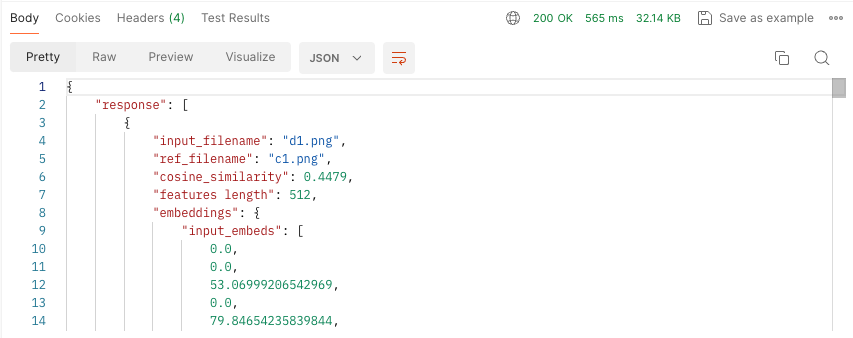 Body Cookies Headers (4) Test Results 200 OK 565 ms 32.14 KB Save as example
Pretty Raw Preview Visualize JSON
1 {
2 "response": [
3 {
4 "input_filename": "d1.png",
5 "ref_filename": "c1.png",
6 "cosine_similarity": 0.4479,
7 "features length": 512,
8 "embeddings": {
9 "input_embeds": [
10 0.0,
11 0.0,
12 53.06999206542969,
13 0.0,
14 79.84654235839844,